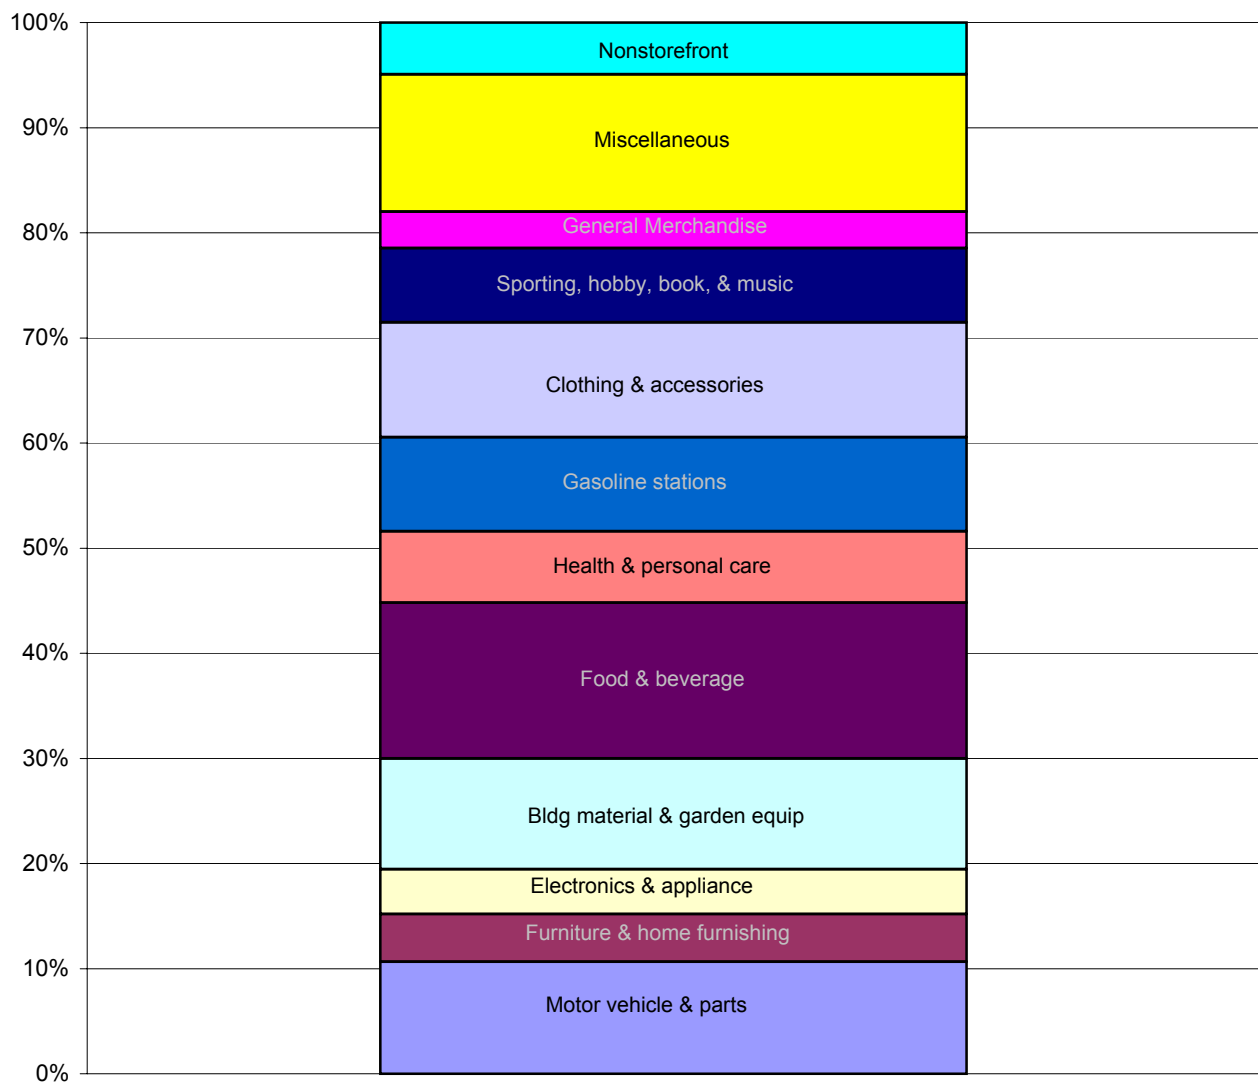 100%
Nonstorefront
90%
Miscellaneous
General Merchandise
80%
Sporting, hobby, book, & music
70%
Clothing & accessories
60%
Gasoline stations
50%
Health & personal care
40%
Food & beverage
30%
Bldg material & garden equip
20%
Electronics & appliance
Furniture & home furnishing
10%
Motor vehicle & parts
0%